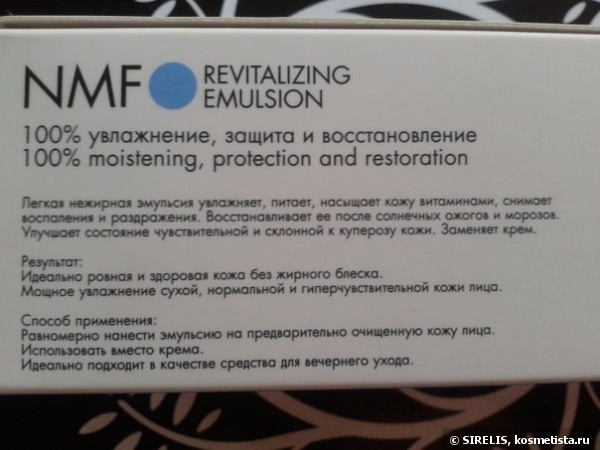 NMF REVITALIZING
EMULSION
100% увлажнение, защита и восстановление
100% moistening, protection and restoration
Легкая нежирная эмульсия увлажняет, питает, насыщает кожу витаминами, снимает
воспаления и раздражения. Восстанавливает ее после солнечных ожогов и морозов.
Улучшает состояние чувствительной и склонной к куперозу кожи. Заменяет крем.
Результат:
Идеально ровная и здоровая кожа без жирного блеска.
Мощное увлажнение сухой, нормальной и гиперчувствительной кожи лица.
Способ применения:
Равномерно нанести эмульсию на предварительно очищенную кожу лица.
Использовать вместо крема.
Идеально подходит в качестве средства для вечернего ухода.
© SIRELIS, kosmetista.ru